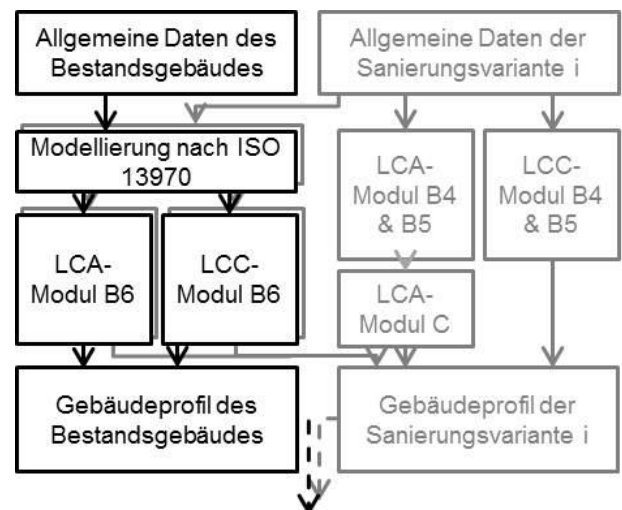 Allgemeine Daten des
Bestandsgebäudes
Allgemeine Daten der
Sanierungsvariante i
Modellierung nach ISO
13970
LCA-
Modul B4
& B5
LCC-
Modul B4
& B5
LCA-
Modul B6
LCC-
Modul B6
LCA-
Modul C
Gebäudeprofil des
Bestandsgebäudes
Gebäudeprofil der
Sanierungsvariante i